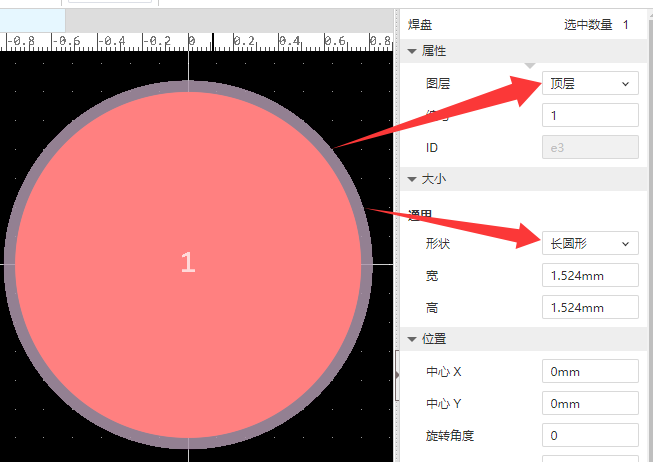 焊盘 选中数量 1
-0.8 -0.6 -0.4 -0.2 0 0.2 0.4 0.6 0.8
属性
图层 顶层
1
ID e3
大小
通用
形状 长圆形
宽 1.524mm
高 1.524mm
1
位置
中心 X 0mm
中心 Y 0mm
旋转角度 0